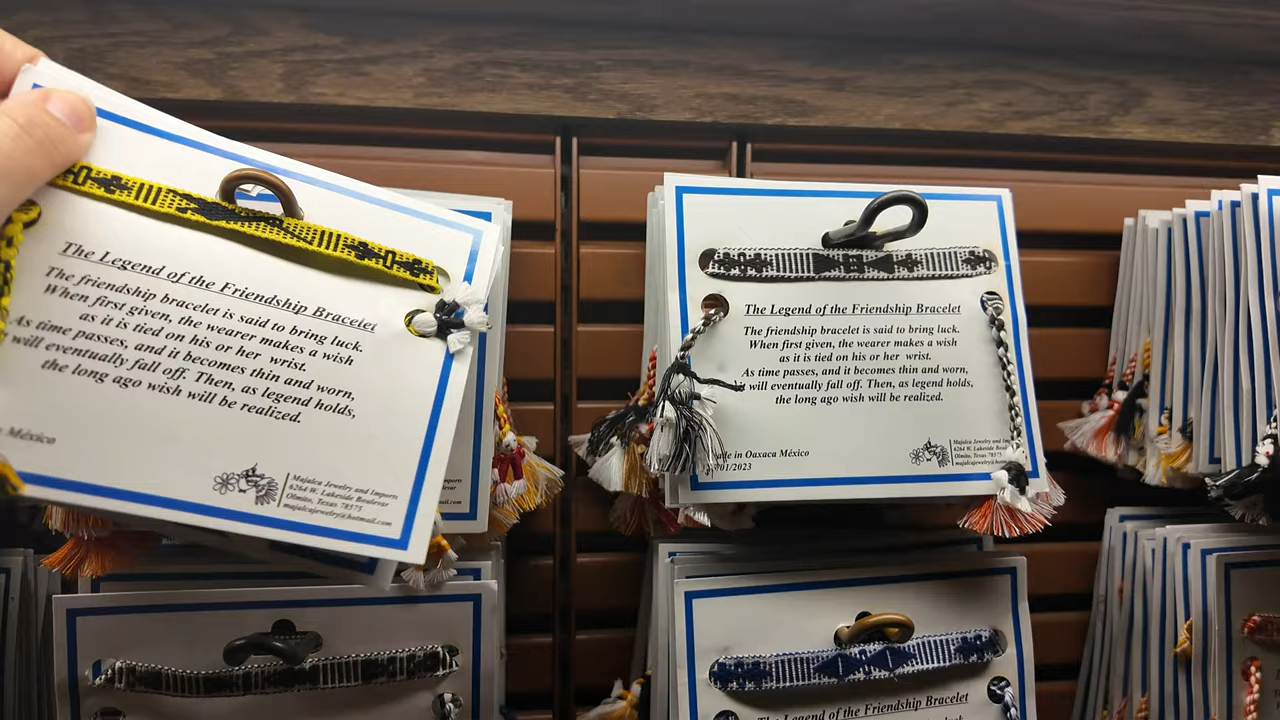 The Legend of the Friendship Bracelet
The friendship bracelet is said to bring luck.
When first given, the wearer makes a wish
as it is tied on his or her wrist.
As time passes, and it becomes thin and worn,
will eventually fall off. Then, as legend holds,
the long ago wish will be realized.
México
Majalca Jewelry and Imports
6264 W. Lakeside Boulevar
Olmito, Texas 78575
majalcajewelry@hotmail.com
The Legend of the Friendship Bracelet
The friendship bracelet is said to bring luck.
When first given, the wearer makes a wish
as it is tied on his or her wrist.
As time passes, and it becomes thin and worn,
will eventually fall off. Then, as legend holds,
the long ago wish will be realized.
in Oaxaca México
01/2023
Majalca Jewelry and
6264 W. Lakeside
Olmito, Texas 78575
majalcajewelry@
The Legend of the Friendship Bracelet